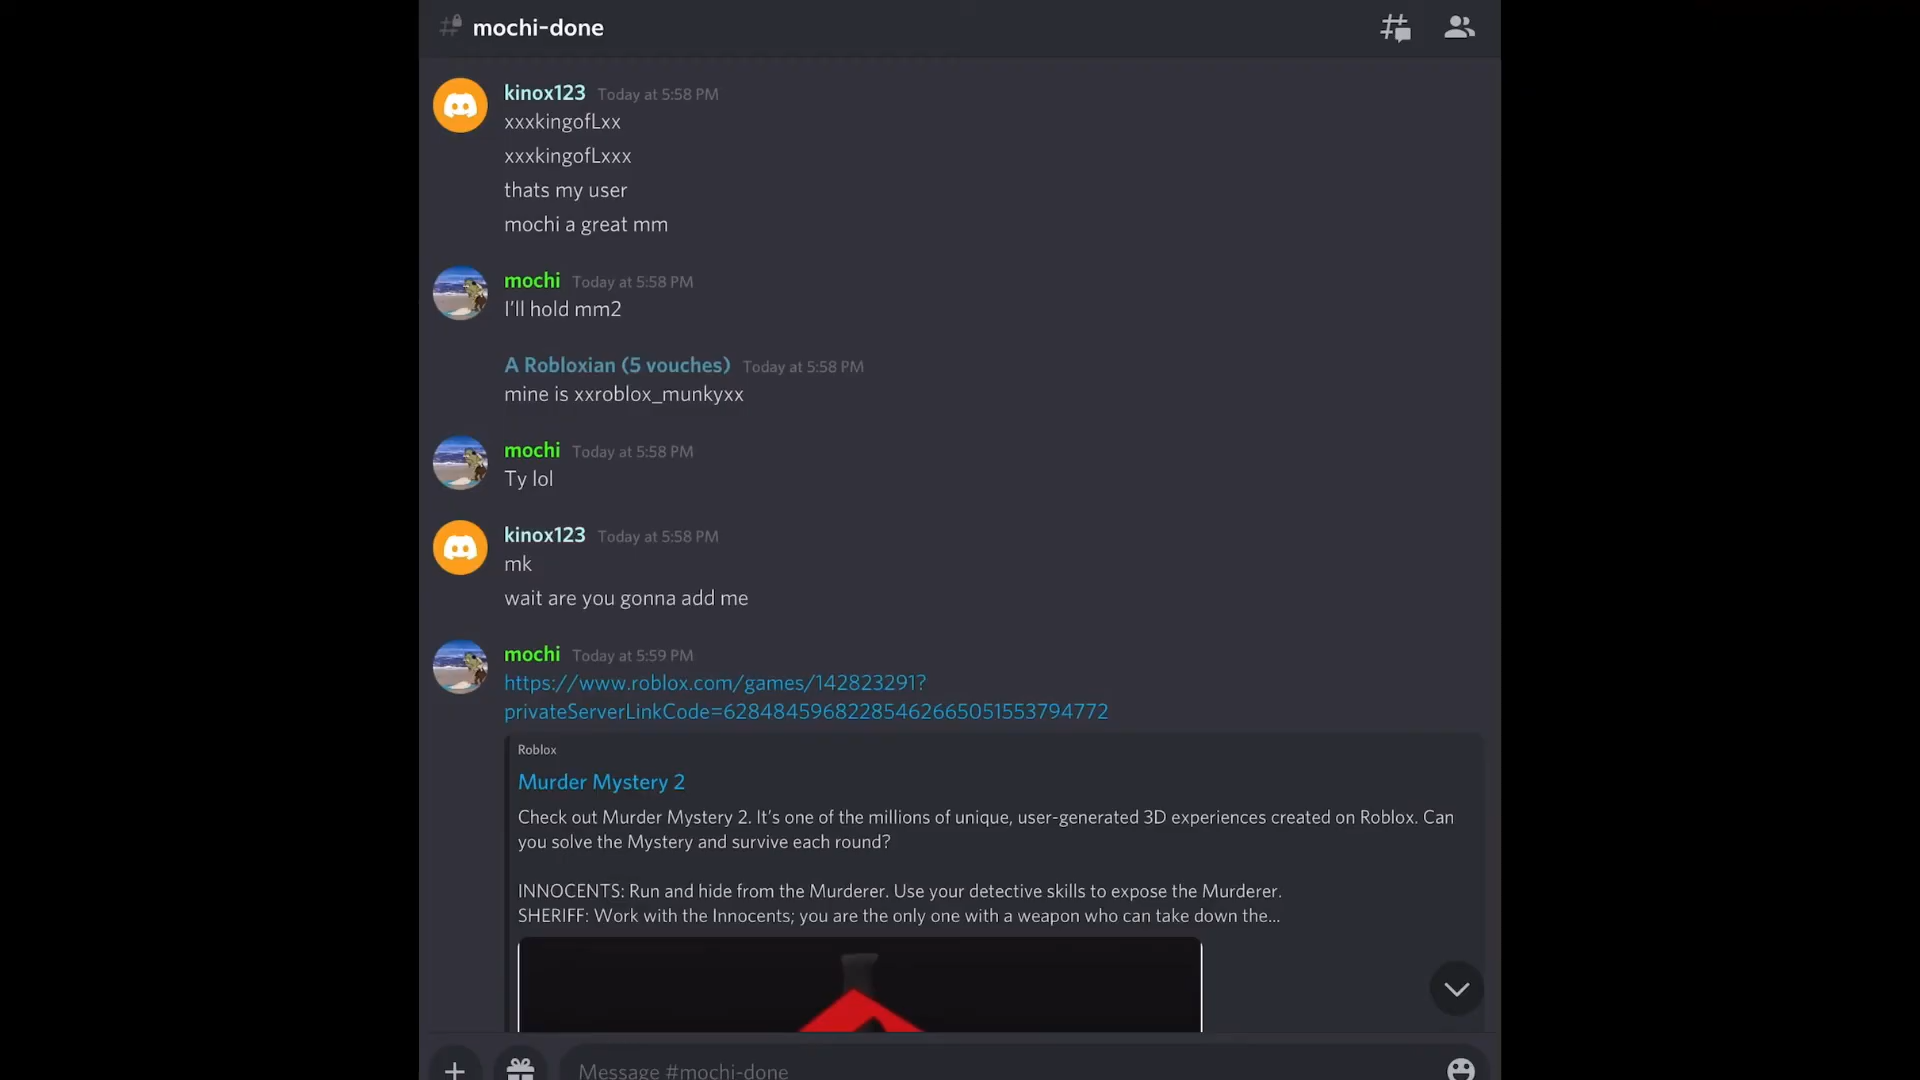 mochi-done
kinox123 Today at 5:58 PM
xxxkingofLxx
xxxkingofLxxx
thats my user
mochi a great mm
mochi Today at 5:58 PM
I'll hold mm2
A Robloxian (5 vouches) Today at 5:58 PM
mine is xxroblox_munkyxx
mochi Today at 5:58 PM
Ty lol
kinox123 Today at 5:58 PM
mk
wait are you gonna add me
mochi Today at 5:59 PM
https://www.roblox.com/games/142823291?
privateServerLinkCode=62848459682285462665051553794772
Roblox
Murder Mystery 2
Check out Murder Mystery 2. It's one of the millions of unique, user-generated 3D experiences created on Roblox. Can
you solve the Mystery and survive each round?
INNOCENTS: Run and hide from the Murderer. Use your detective skills to expose the Murderer.
SHERIFF: Work with the Innocents; you are the only one with a weapon who can take down the...
Message #mochi-done